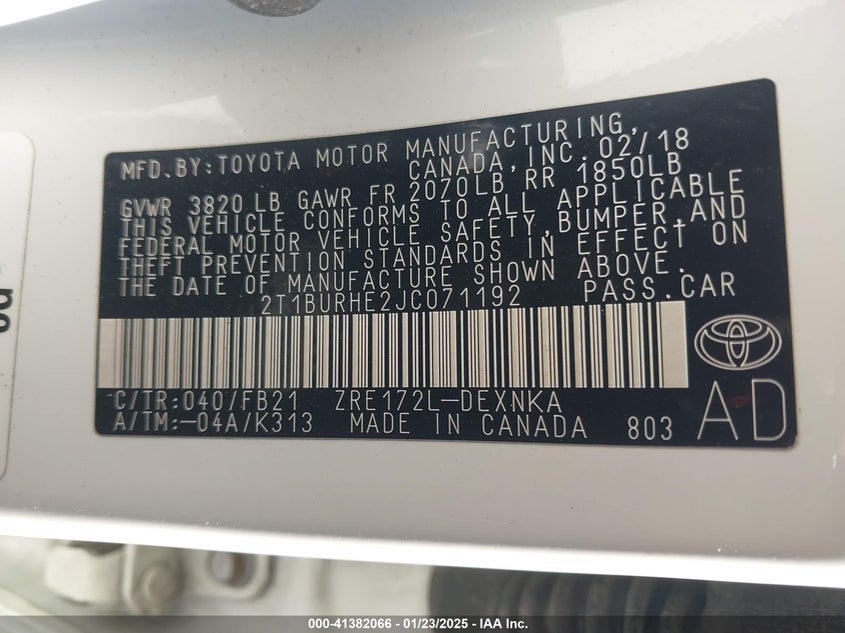 MFD.BY:TOYOTA MOTOR MANUFACTURING,
CANADA,INC. 02/18
GVWR 3820 LB GAWR FR 2070LB,RR 1850LB
THIS VEHICLE CONFORMS TO ALL APPLICABLE
FEDERAL MOTOR VEHICLE SAFETY,BUMPER,AND
THEFT PREVENTION STANDARDS IN EFFECT ON
THE DATE OF MANUFACTURE SHOWN ABOVE.
2T1BURHE2JC071192 PASS.CAR
C/TR:040/FB21 ZRE172L-DEXNKA
A/TM:-04A/K313 MADE IN CANADA 803 AD
000-41382066 - 01/23/2025 - IAAI.COM